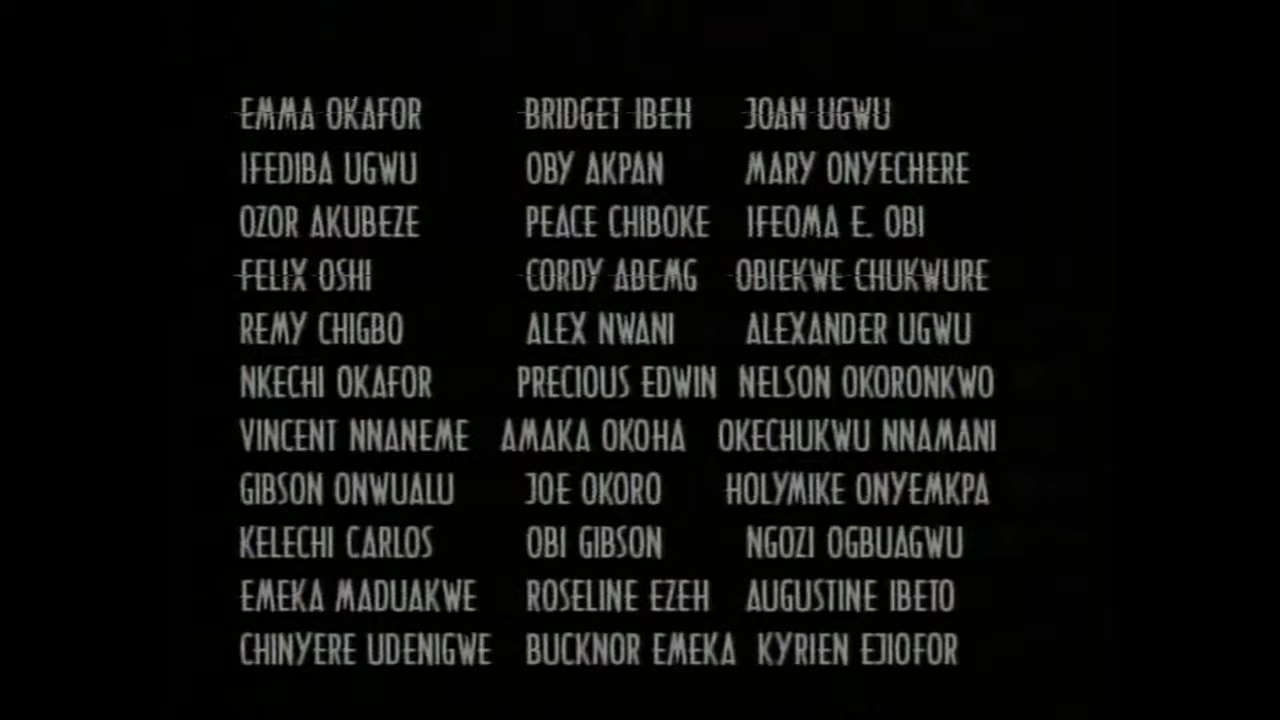 EMMA OKAFOR BRIDGET IBEH JOAN UGWU
IFEDIBA UGWU OBY AKPAN MARY ONYECHERE
OZOR AKUBEZE PEACE CHIBOKE IFEOMA E. OBI
FELIX OSHI CORDY ABEMG OBIEKWE CHUKWURE
REMY CHIGBO ALEX NWANI ALEXANDER UGWU
NKECHI OKAFOR PRECIOUS EDWIN NELSON OKORONKWO
VINCENT NNANEME AMAKA OKOHA OKECHUKWU NNAMANI
GIBSON ONWUALU JOE OKORO HOLYMIKE ONYEMKPA
KELECHI CARLOS OBI GIBSON NGOZI OGBUAGWU
EMEKA MADUAKWE ROSELINE EZEH AUGUSTINE IBETO
CHINYERE UDENIGWE BUCKNOR EMEKA KYRIEN EJIOFOR